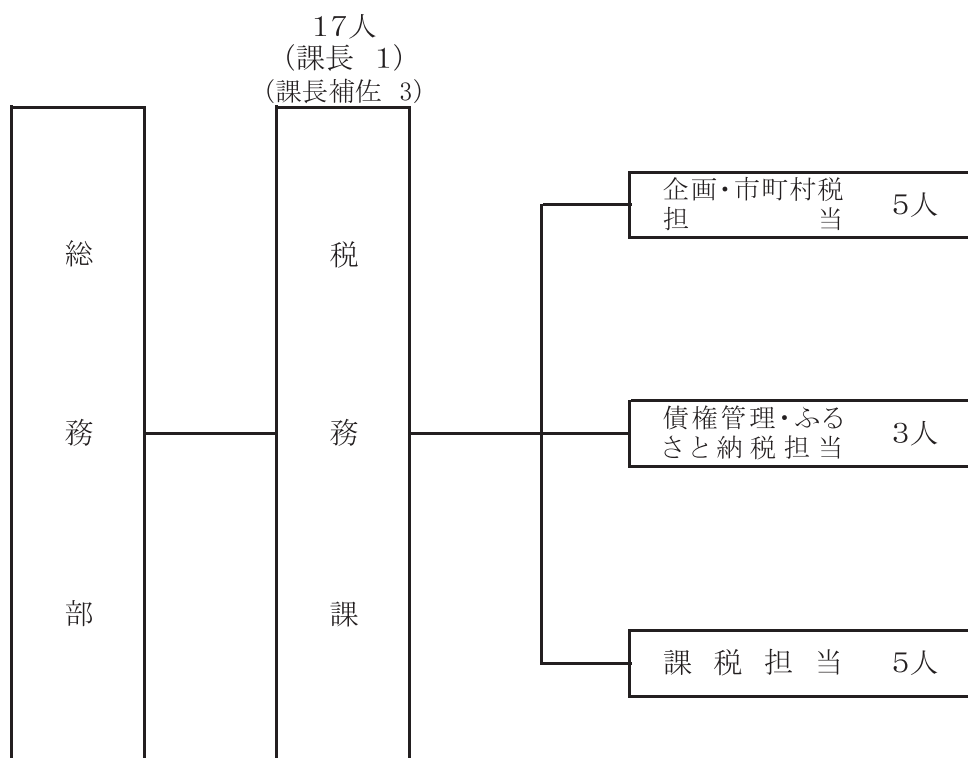 17人
(課長 1)
(課長補佐 3)
総務部
税務課
企画・市町村税
担当 5人
債権管理・ふる
さと納税担当 3人
課税担当 5人